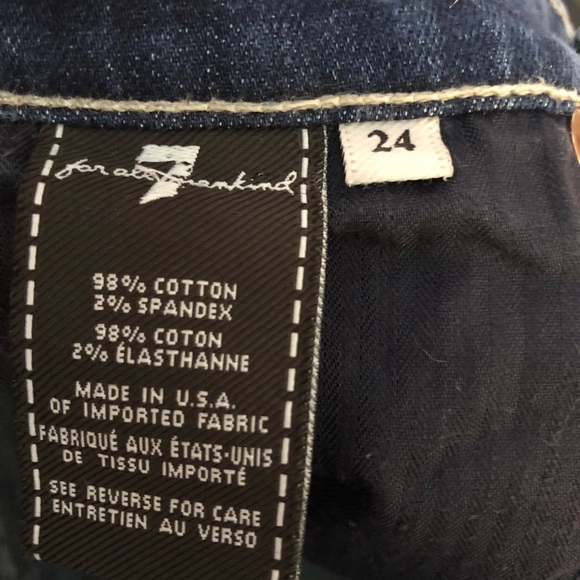 7
for all mankind
24
98% COTTON
2% SPANDEX
98% COTON
2% ÉLASTHANNE
MADE IN U.S.A.
OF IMPORTED FABRIC
FABRIQUÉ AUX ÉTATS-UNIS
DE TISSU IMPORTÉ
SEE REVERSE FOR CARE
ENTRETIEN AU VERSO